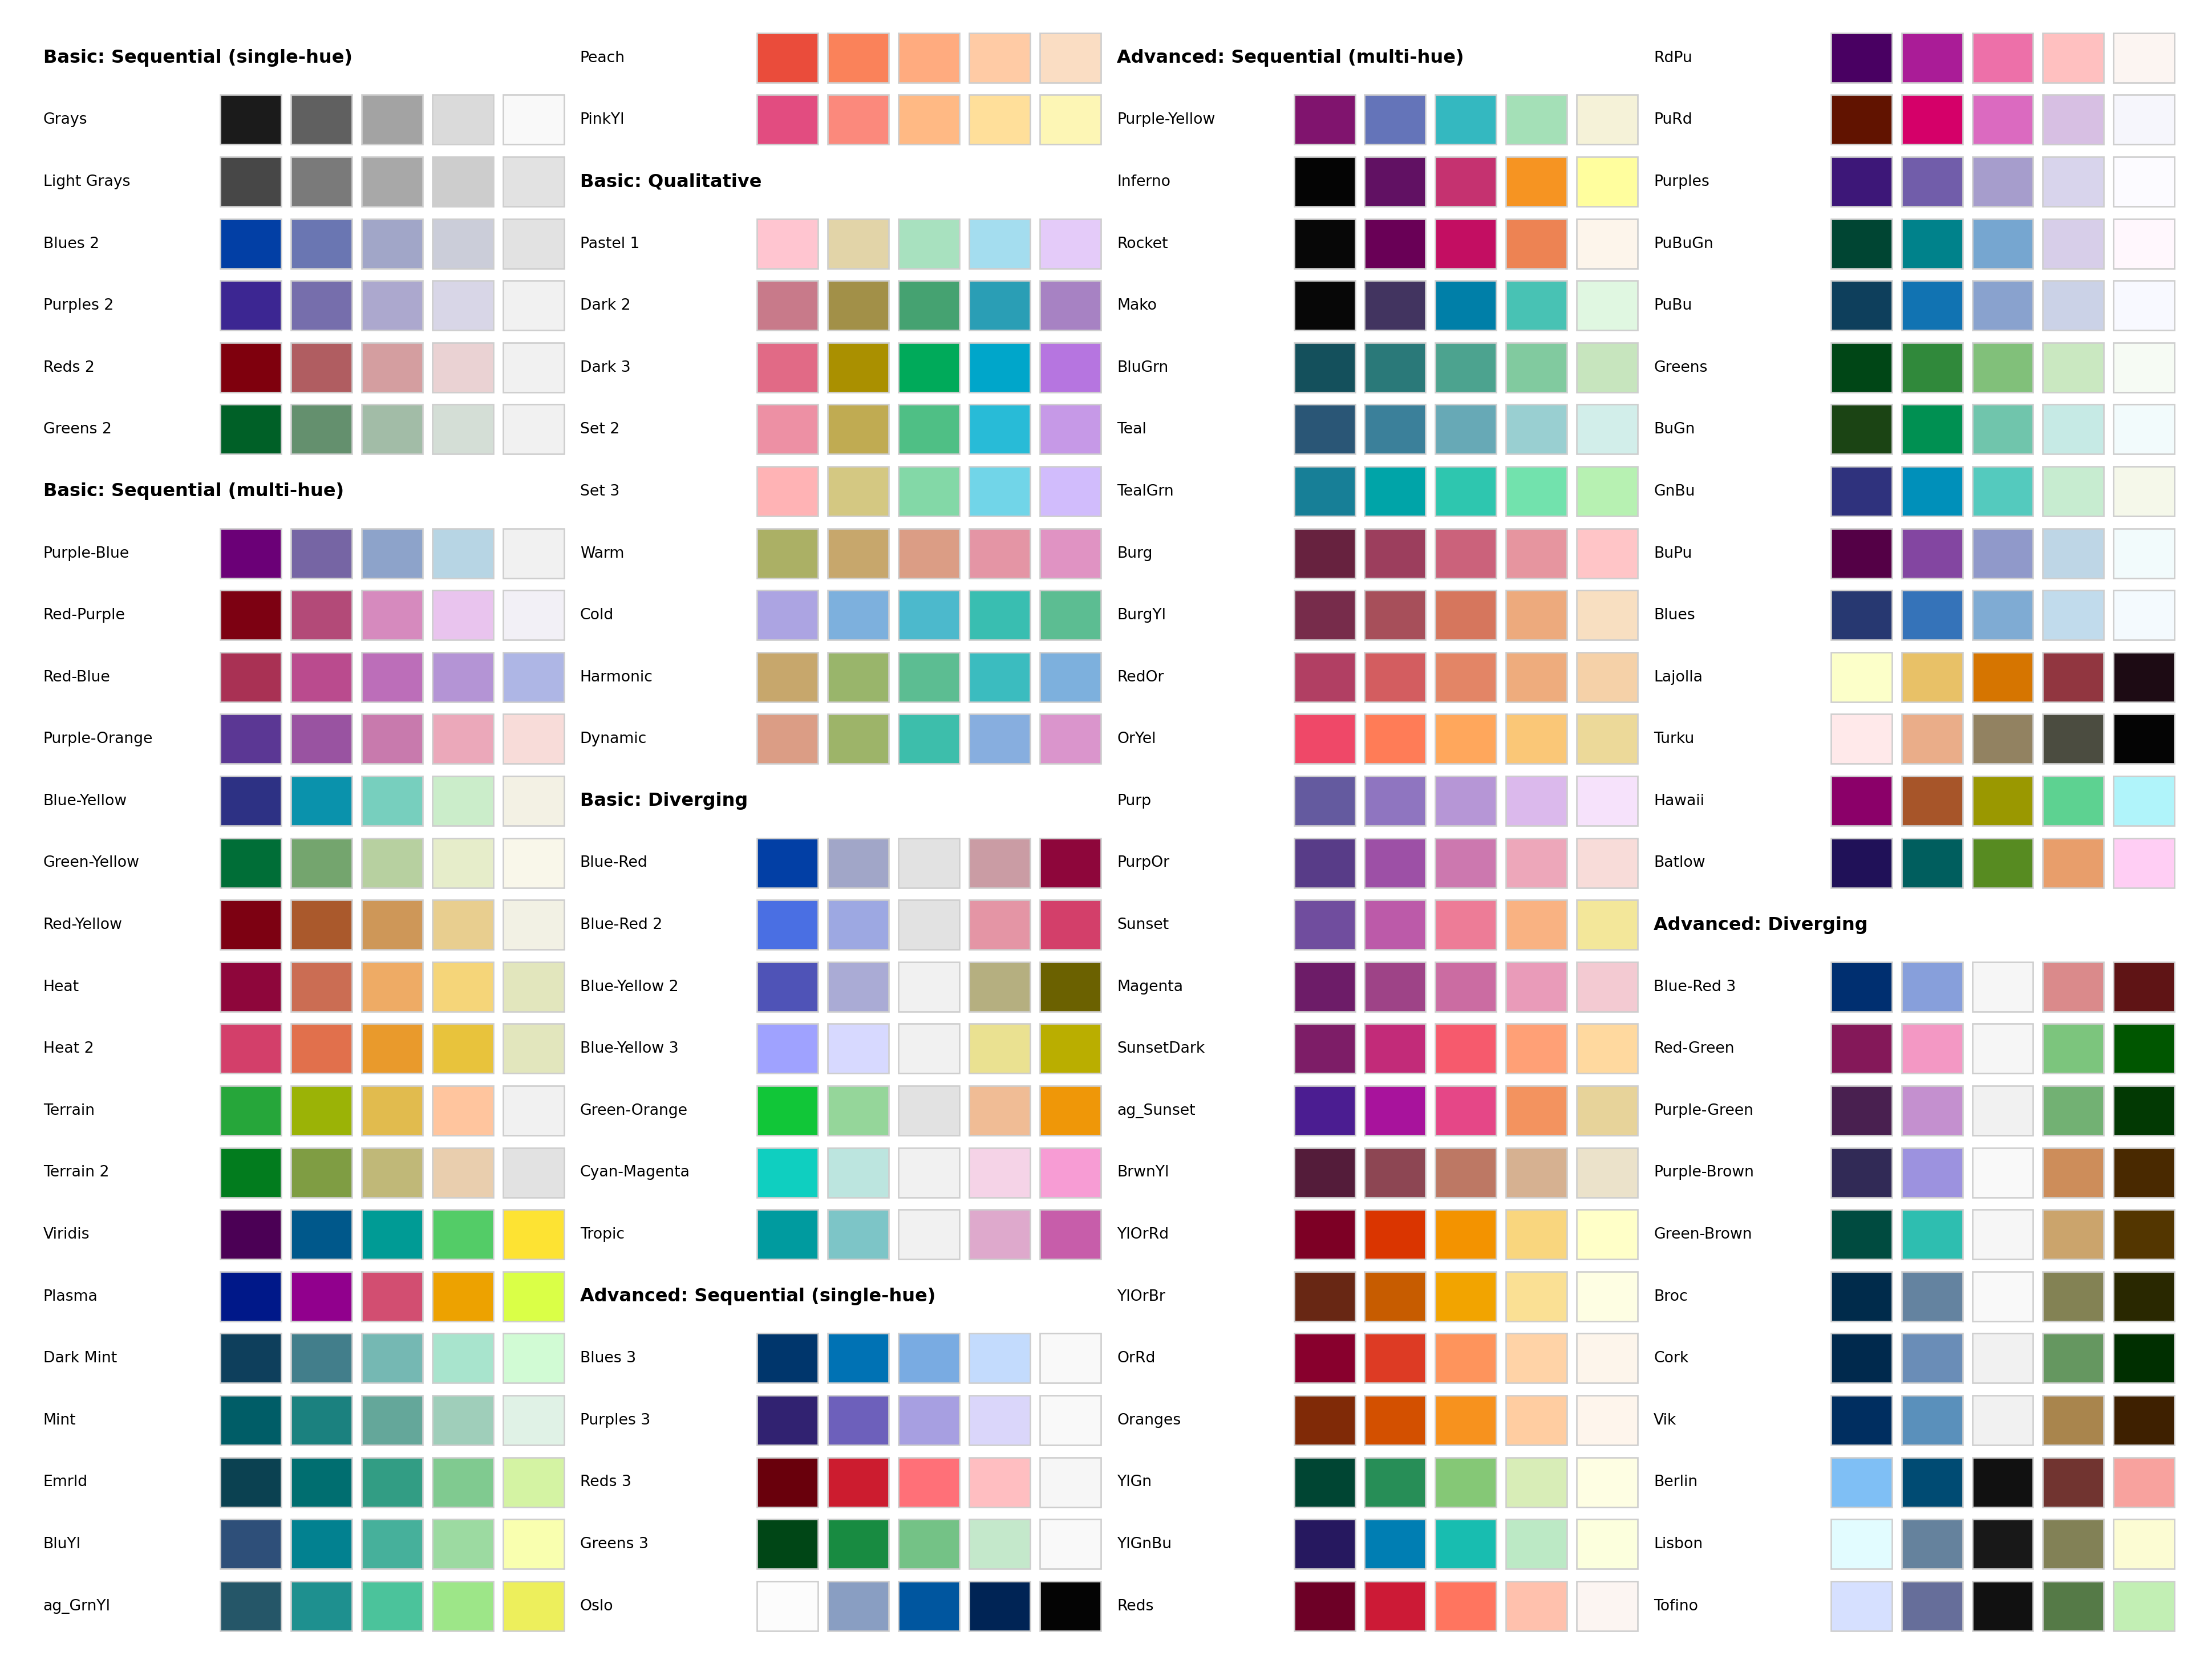 Basic: Sequential (single-hue)
Grays
Light Grays
Blues 2
Purples 2
Reds 2
Greens 2
Basic: Sequential (multi-hue)
Purple-Blue
Red-Purple
Red-Blue
Purple-Orange
Blue-Yellow
Green-Yellow
Red-Yellow
Heat
Heat 2
Terrain
Terrain 2
Viridis
Plasma
Dark Mint
Mint
Emrld
BluYl
ag_GrnYl
Peach
PinkYl
Basic: Qualitative
Pastel 1
Dark 2
Dark 3
Set 2
Set 3
Warm
Cold
Harmonic
Dynamic
Basic: Diverging
Blue-Red
Blue-Red 2
Blue-Yellow 2
Blue-Yellow 3
Green-Orange
Cyan-Magenta
Tropic
Advanced: Sequential (single-hue)
Blues 3
Purples 3
Reds 3
Greens 3
Oslo
Advanced: Sequential (multi-hue)
Purple-Yellow
Inferno
Rocket
Mako
BluGrn
Teal
TealGrn
Burg
BurgYl
RedOr
OrYel
Purp
PurpOr
Sunset
Magenta
SunsetDark
ag_Sunset
BrwnYl
YlOrRd
YlOrBr
OrRd
Oranges
YlGn
YlGnBu
Reds
RdPu
PuRd
Purples
PuBuGn
PuBu
Greens
BuGn
GnBu
BuPu
Blues
Lajolla
Turku
Hawaii
Batlow
Advanced: Diverging
Blue-Red 3
Red-Green
Purple-Green
Purple-Brown
Green-Brown
Broc
Cork
Vik
Berlin
Lisbon
Tofino